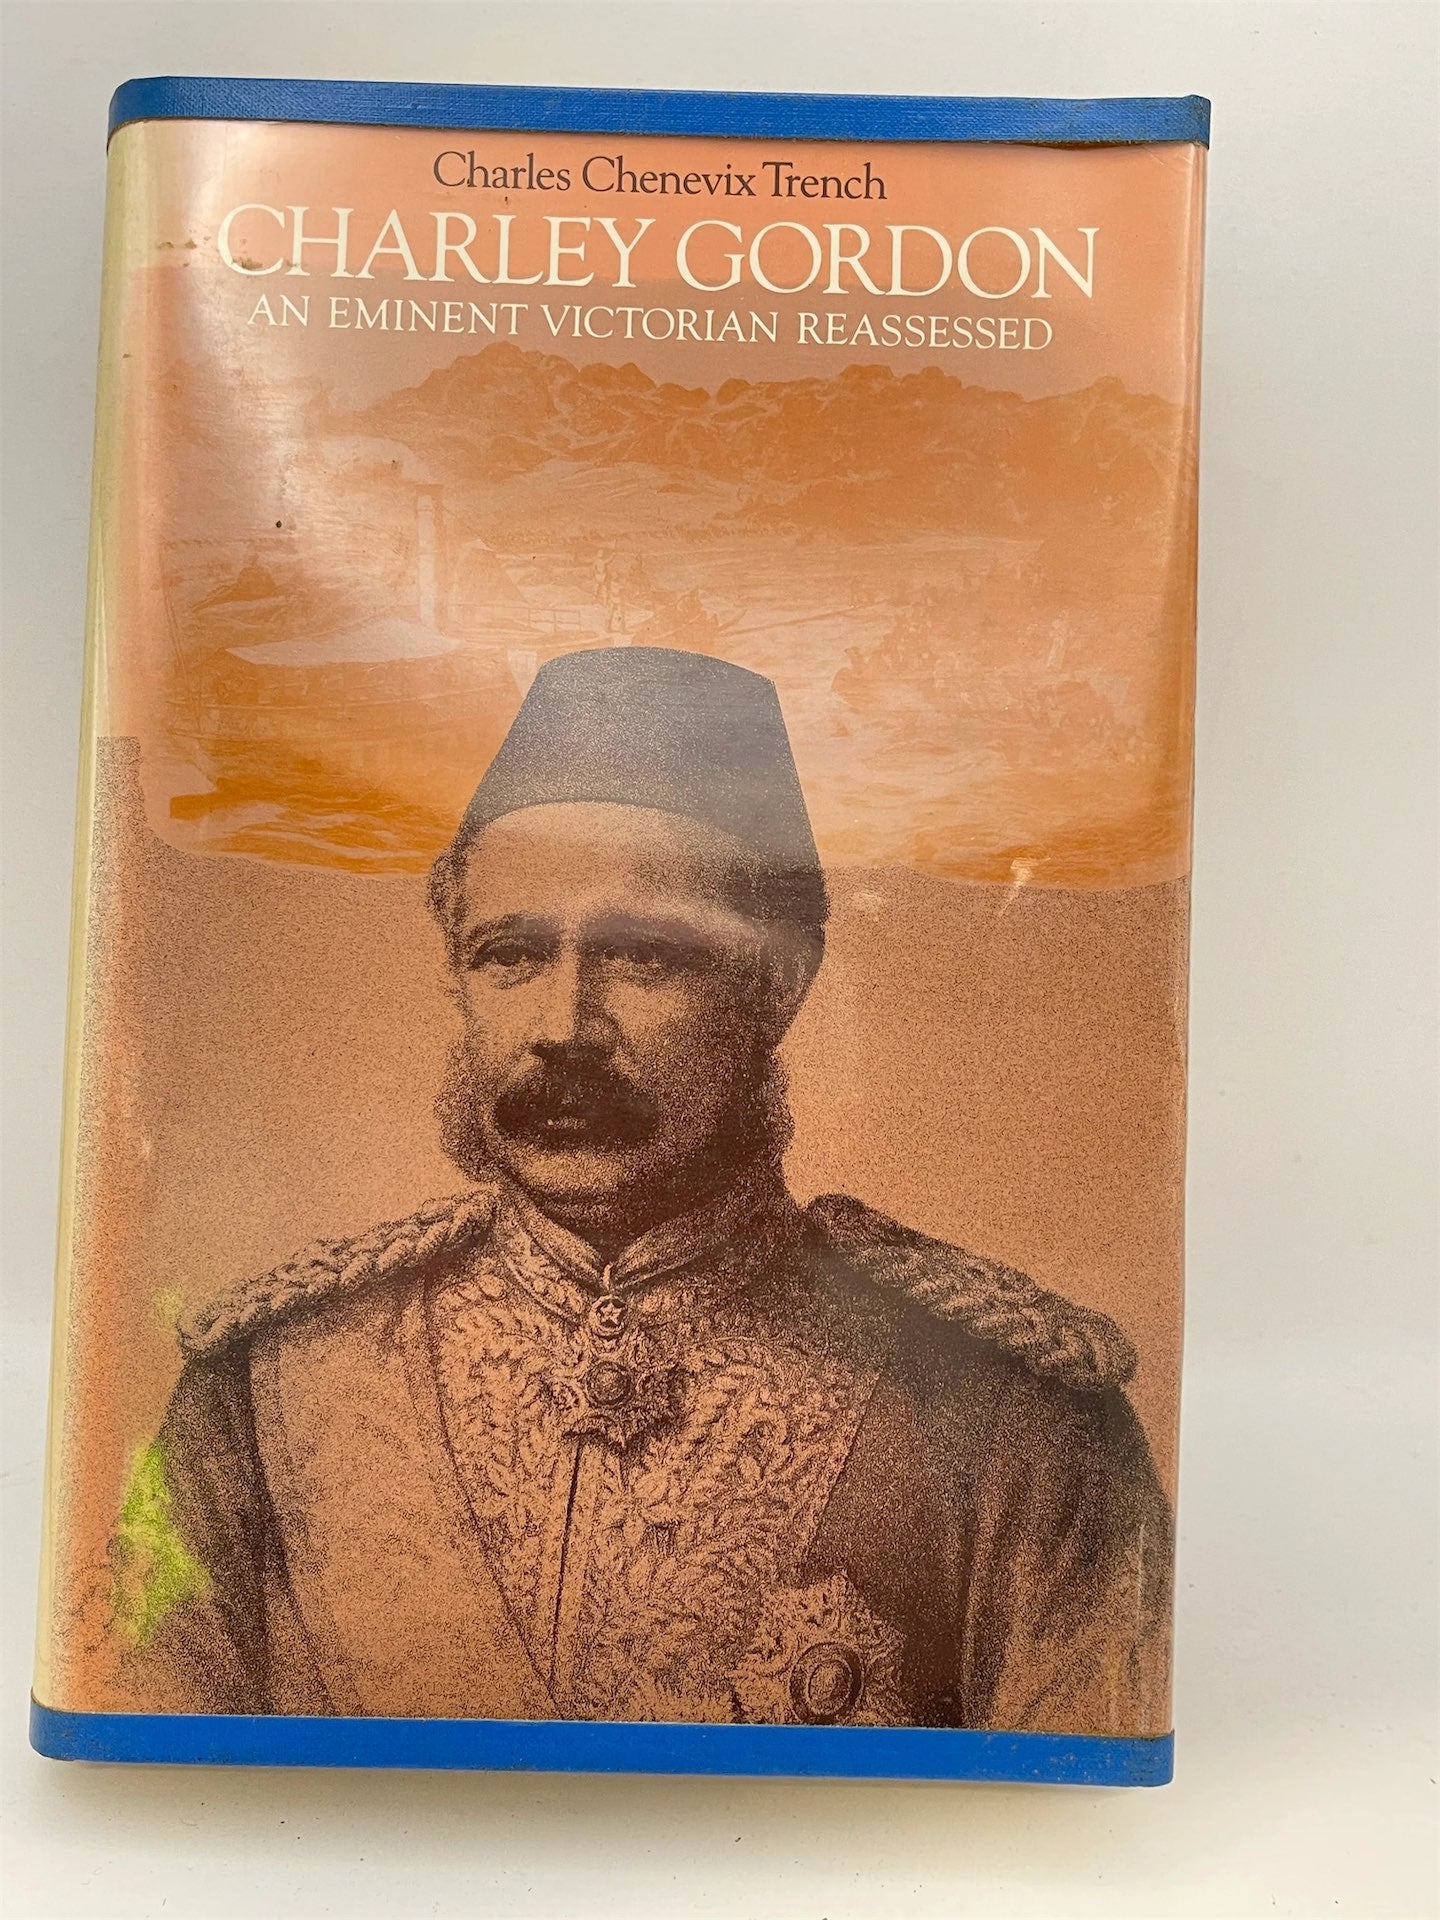 Charles Chenevix Trench
CHARLEY GORDON
AN EMINENT VICTORIAN REASSESSED